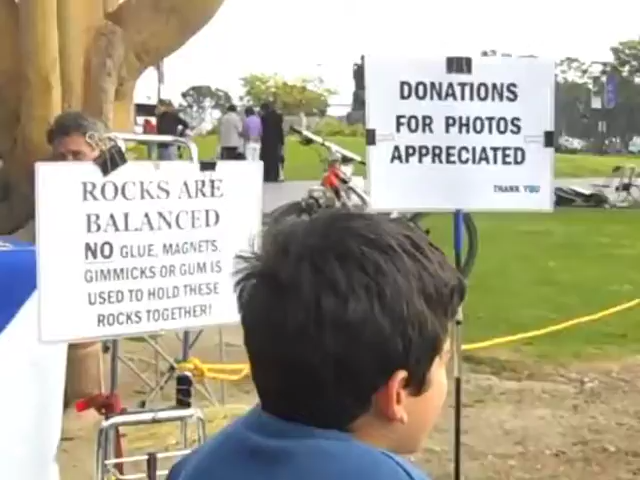 ROCKS ARE
BALANCED
NO GLUE, MAGNETS,
GIMMICKS OR GUM IS
USED TO HOLD THESE
ROCKS TOGETHER!
DONATIONS
FOR PHOTOS
APPRECIATED
THANK YOU